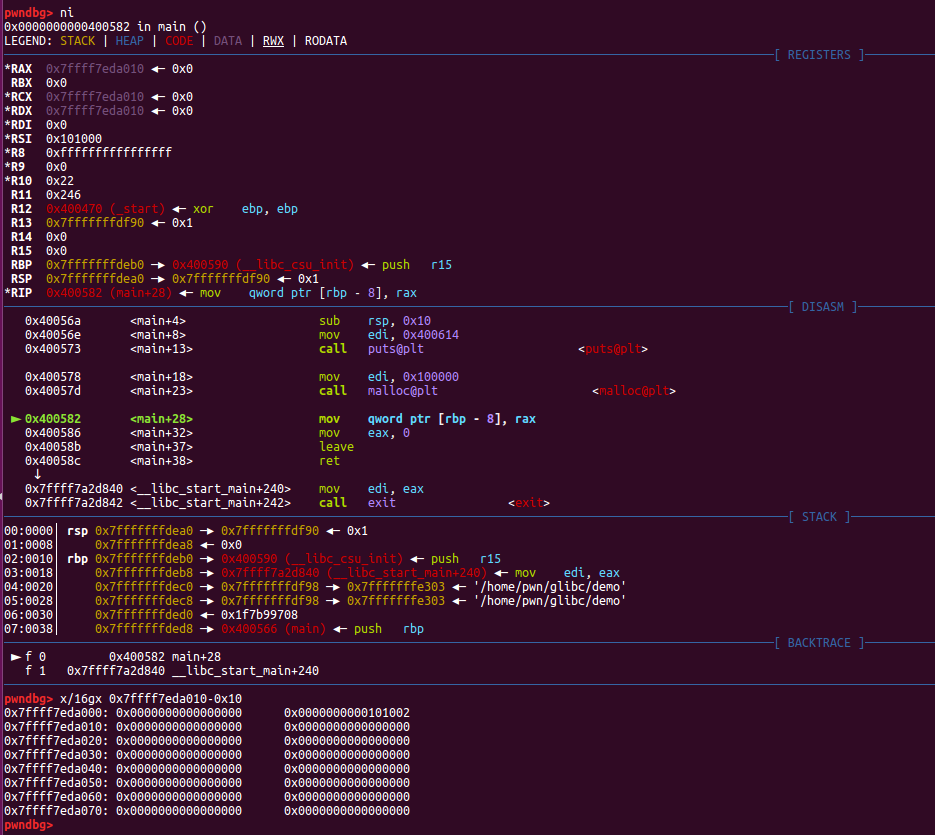 pwndbg> ni
0x0000000000400582 in main ()
LEGEND: STACK | HEAP | CODE | DATA | RWX | RODATA
[ REGISTERS ]
*RAX  0x7ffff7eda010 ◂— 0x0
 RBX  0x0
*RCX  0x7ffff7eda010 ◂— 0x0
*RDX  0x7ffff7eda010 ◂— 0x0
*RDI  0x0
*RSI  0x101000
*R8   0xffffffffffffffff
*R9   0x0
*R10  0x22
 R11  0x246
 R12  0x400470 (_start) ◂— xor    ebp, ebp
 R13  0x7fffffffdf90 ◂— 0x1
 R14  0x0
 R15  0x0
 RBP  0x7fffffffdeb0 —▸ 0x400590 (__libc_csu_init) ◂— push   r15
 RSP  0x7fffffffdea0 —▸ 0x7fffffffdf90 ◂— 0x1
*RIP  0x400582 (main+28) ◂— mov    qword ptr [rbp - 8], rax
[ DISASM ]
   0x40056a       <main+4>                  sub    rsp, 0x10
   0x40056e       <main+8>                  mov    edi, 0x400614
   0x400573       <main+13>                 call   puts@plt                      <puts@plt>
   0x400578       <main+18>                 mov    edi, 0x100000
   0x40057d       <main+23>                 call   malloc@plt                      <malloc@plt>
 ► 0x400582       <main+28>                 mov    qword ptr [rbp - 8], rax
   0x400586       <main+32>                 mov    eax, 0
   0x40058b       <main+37>                 leave
   0x40058c       <main+38>                 ret
    ↓
   0x7ffff7a2d840 <__libc_start_main+240>    mov    edi, eax
   0x7ffff7a2d842 <__libc_start_main+242>    call   exit                <exit>
[ STACK ]
00:0000│ rsp 0x7fffffffdea0 —▸ 0x7fffffffdf90 ◂— 0x1
01:0008│     0x7fffffffdea8 ◂— 0x0
02:0010│ rbp 0x7fffffffdeb0 —▸ 0x400590 (__libc_csu_init) ◂— push   r15
03:0018│     0x7fffffffdeb8 —▸ 0x7ffff7a2d840 (__libc_start_main+240) ◂— mov    edi, eax
04:0020│     0x7fffffffdec0 —▸ 0x7fffffffdf98 —▸ 0x7fffffffe303 ◂— '/home/pwn/glibc/demo'
05:0028│     0x7fffffffdec8 —▸ 0x7fffffffdf98 —▸ 0x7fffffffe303 ◂— '/home/pwn/glibc/demo'
06:0030│     0x7fffffffded0 ◂— 0x1f7b99708
07:0038│     0x7fffffffded8 —▸ 0x400566 (main) ◂— push   rbp
[ BACKTRACE ]
 ► f 0         0x400582 main+28
   f 1   0x7ffff7a2d840 __libc_start_main+240
pwndbg> x/16gx 0x7ffff7eda010-0x10
0x7ffff7eda000: 0x0000000000000000      0x0000000000101002
0x7ffff7eda010: 0x0000000000000000      0x0000000000000000
0x7ffff7eda020: 0x0000000000000000      0x0000000000000000
0x7ffff7eda030: 0x0000000000000000      0x0000000000000000
0x7ffff7eda040: 0x0000000000000000      0x0000000000000000
0x7ffff7eda050: 0x0000000000000000      0x0000000000000000
0x7ffff7eda060: 0x0000000000000000      0x0000000000000000
0x7ffff7eda070: 0x0000000000000000      0x0000000000000000
pwndbg>